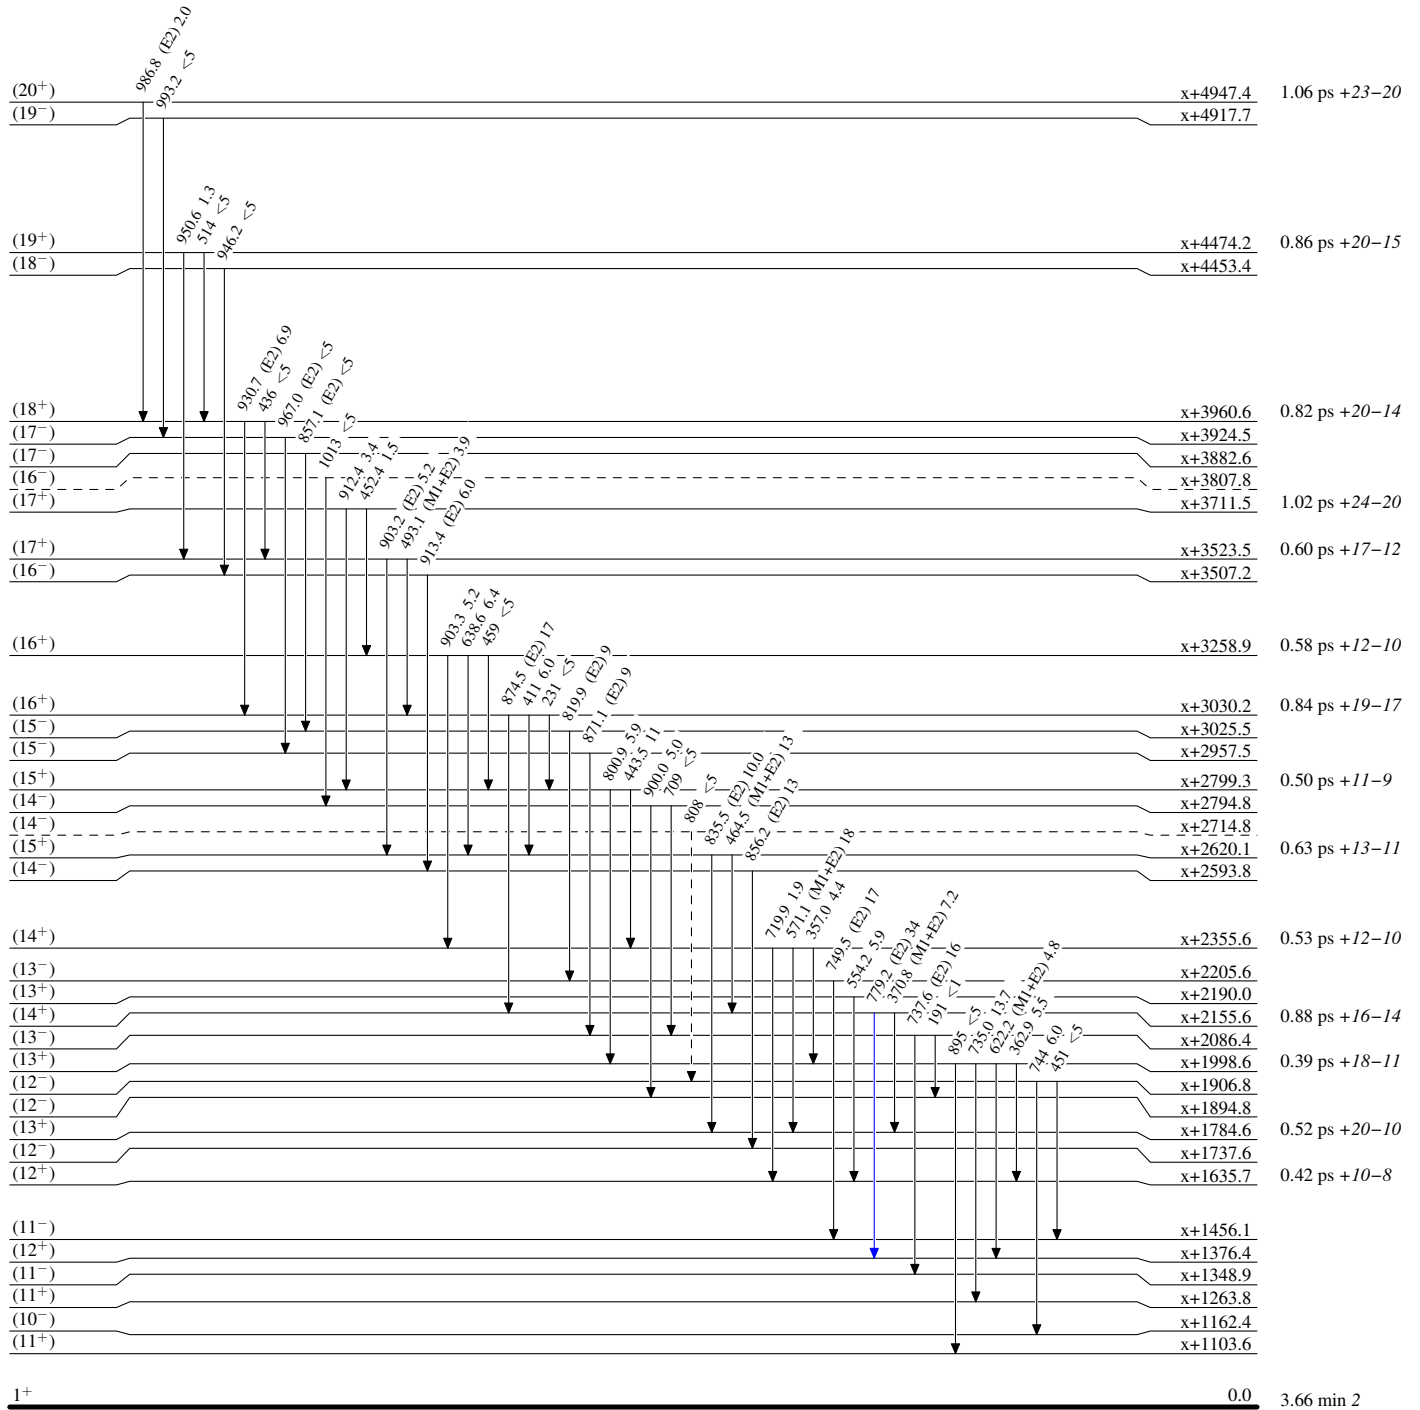 986.8 (E2) 2.0
993.2 <5
(20+) x+4947.4 1.06 ps +23−20
(19−) x+4917.7
950.6 1.3
514 <5
946.2 <5
(19+) x+4474.2 0.86 ps +20−15
(18−) x+4453.4
930.7 (E2) 6.9
436 <5
967.0 (E2) <5
857.1 (E2) <5
1013 <5
(18+) x+3960.6 0.82 ps +20−14
(17−) x+3924.5
(17−) x+3882.6
(16−) x+3807.8
912.4 3.4
452.4 1.5
(17+) x+3711.5 1.02 ps +24−20
903.2 (E2) 5.2
493.1 (M1+E2) 3.9
913.4 (E2) 6.0
(17+) x+3523.5 0.60 ps +17−12
(16−) x+3507.2
903.3 5.2
638.6 6.4
459 <5
(16+) x+3258.9 0.58 ps +12−10
874.5 (E2) 17
411 6.0
231 <5
819.9 (E2) 9
871.1 (E2) 9
(16+) x+3030.2 0.84 ps +19−17
(15−) x+3025.5
(15−) x+2957.5
800.9 5.9
443.5 11
900.0 5.0
709 <5
(15+) x+2799.3 0.50 ps +11−9
(14−) x+2794.8
808 <5
(14−) x+2714.8
835.5 (E2) 10.0
464.5 (M1+E2) 13
856.2 (E2) 13
(15+) x+2620.1 0.63 ps +13−11
(14−) x+2593.8
719.9 1.9
571.1 (M1+E2) 18
357.0 4.4
(14+) x+2355.6 0.53 ps +12−10
749.5 (E2) 17
554.2 5.9
779.2 (E2) 34
370.8 (M1+E2) 7.2
737.6 (E2) 16
191 <1
(13−) x+2205.6
(13+) x+2190.0
(14+) x+2155.6 0.88 ps +16−14
(13−) x+2086.4
895 <5
735.0 13.7
622.2 (M1+E2) 4.8
362.9 5.5
744 6.0
451 <5
(13+) x+1998.6 0.39 ps +18−11
(12−) x+1906.8
(12−) x+1894.8
(13+) x+1784.6 0.52 ps +20−10
(12−) x+1737.6
(12+) x+1635.7 0.42 ps +10−8
(11−) x+1456.1
(12+) x+1376.4
(11−) x+1348.9
(11+) x+1263.8
(10−) x+1162.4
(11+) x+1103.6
1+ 0.0 3.66 min 2